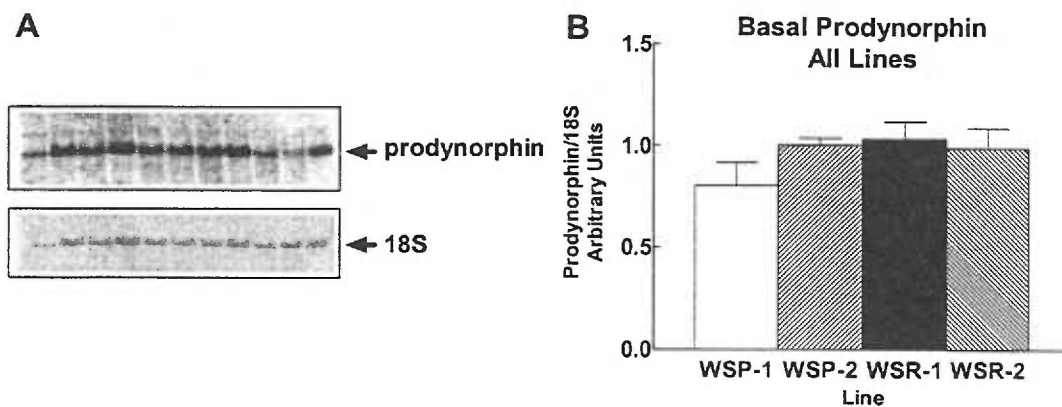 A
prodynorphin
18S
B
Basal Prodynorphin
All Lines
Prodynorphin/18S
Arbitrary Units
1.5
1.0
0.5
0.0
WSP-1 WSP-2 WSR-1 WSR-2
Line